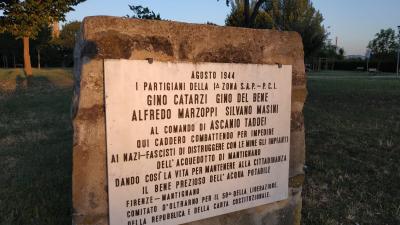 AGOSTO 1944
I PARTIGIANI DELLA 1ª ZONA S.A.P. - P.C.I.
GINO CATARZI GINO DEL BENE
ALFREDO MARZOPPI SILVANO MASINI
AL COMANDO DI ASCANIO TADDEI
QUI CADDERO COMBATTENDO PER IMPEDIRE
AI NAZI-FASCISTI DI DISTRUGGERE CON LE MINE GLI IMPIANTI
DELL'ACQUEDOTTO DI MANTIGNANO
DANDO COSÌ LA VITA PER MANTENERE ALLA CITTADINANZA
IL BENE PREZIOSO DELL'ACQUA POTABILE
FIRENZE-MANTIGNANO
COMITATO D'OLTRARNO PER IL 50º DELLA LIBERAZIONE,
DELLA REPUBBLICA E DELLA CARTA COSTITUZIONALE.